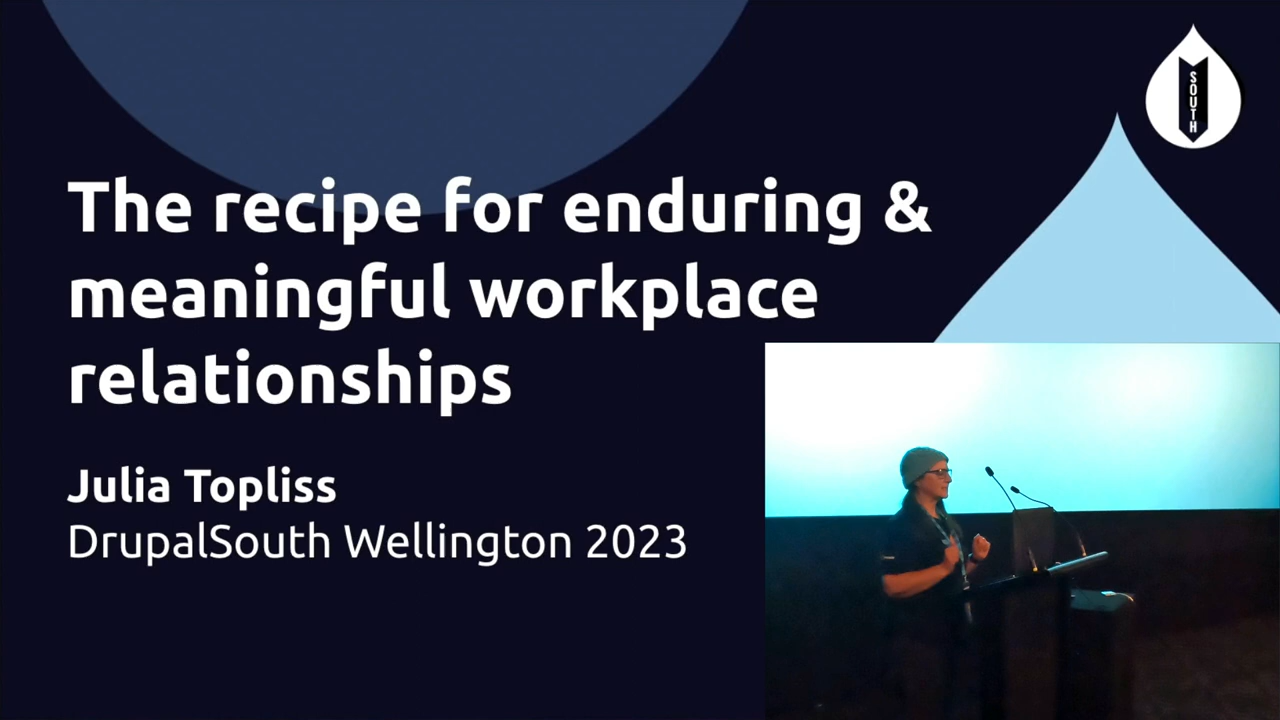 SOUTH
The recipe for enduring &
meaningful workplace
relationships
Julia Topliss
DrupalSouth Wellington 2023